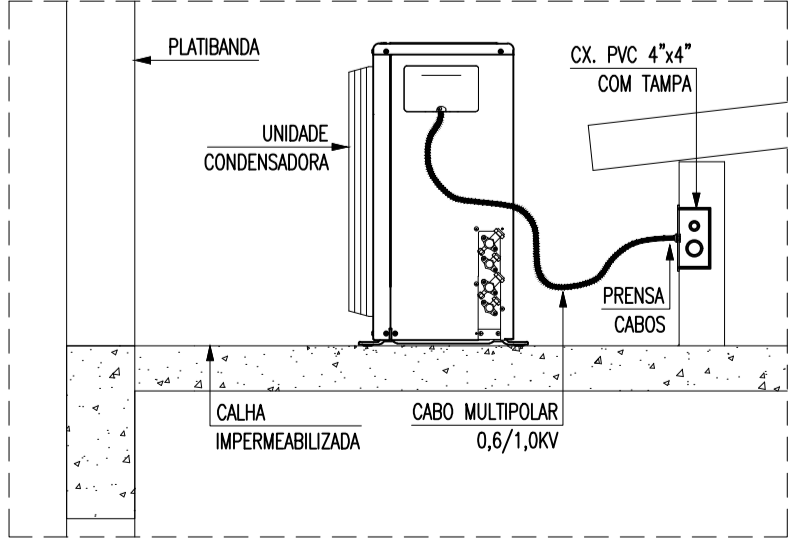 PLATIBANDA
CX. PVC 4"x4"
COM TAMPA
UNIDADE
CONDENSADORA
PRENSA
CABOS
CALHA
IMPERMEABILIZADA
CABO MULTIPOLAR
0,6/1,0KV